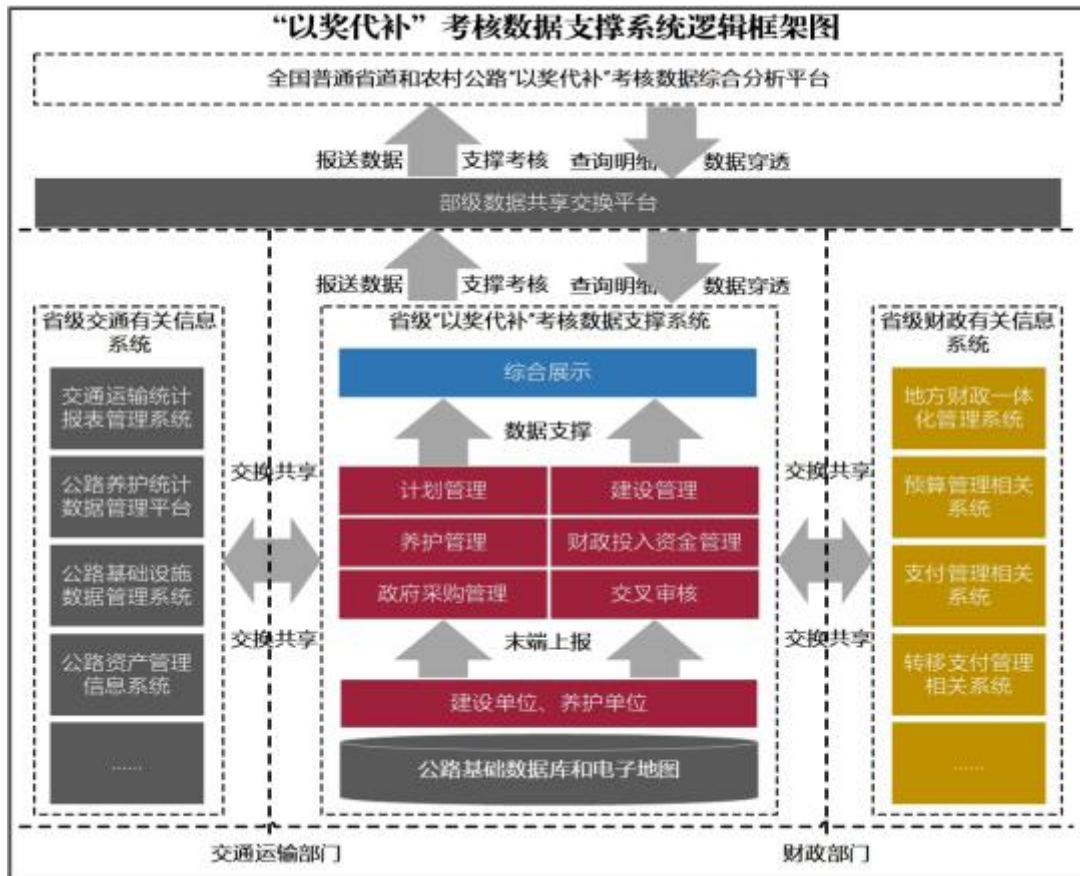 “以奖代补”考核数据支撑系统逻辑框架图
全国普通省道和农村公路“以奖代补”考核数据综合分析平台
报送数据
支撑考核
查询明细
数据穿透
部级数据共享交换平台
报送数据
支撑考核
查询明细
数据穿透
省级交通有关信息
系统
交通运输统计
报表管理系统
公路养护统计
数据管理平台
公路基础设施
数据管理系统
公路资产管理
信息系统
......
交换共享
交换共享
省级“以奖代补”考核数据支撑系统
综合展示
数据支撑
计划管理
建设管理
养护管理
财政投入资金管理
政府采购管理
交叉审核
末端上报
建设单位、养护单位
公路基础数据库和电子地图
交换共享
交换共享
省级财政有关信息
系统
地方财政一体
化管理系统
预算管理相关
系统
支付管理相关
系统
转移支付管理
相关系统
......
交通运输部门
财政部门